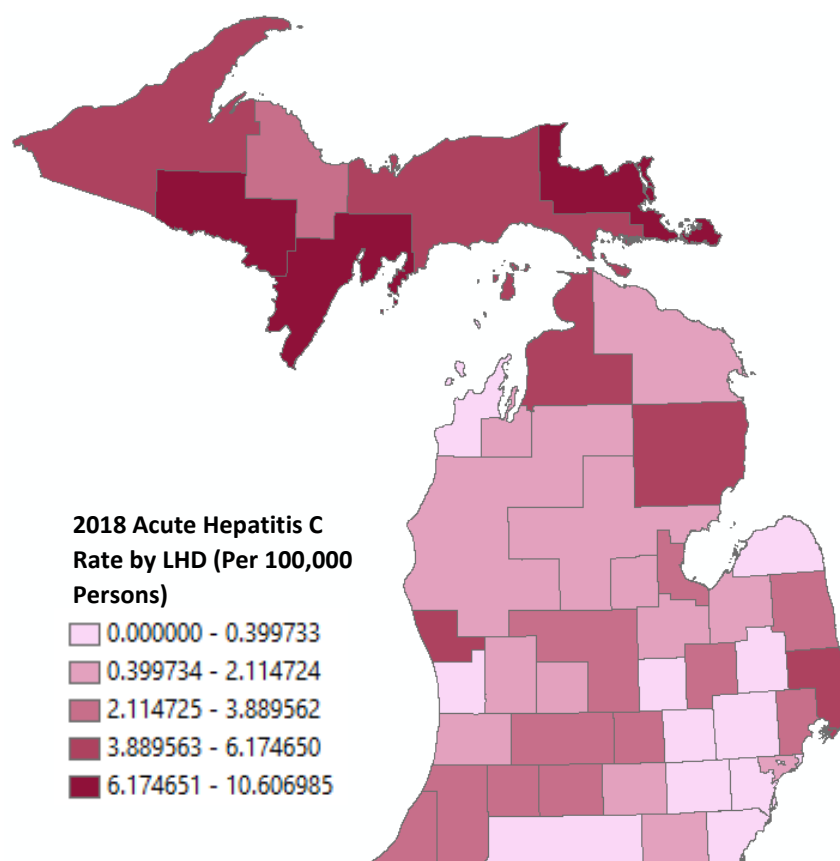 2018 Acute Hepatitis C
Rate by LHD (Per 100,000
Persons)
0.000000 - 0.399733
0.399734 - 2.114724
2.114725 - 3.889562
3.889563 - 6.174650
6.174651 - 10.606985